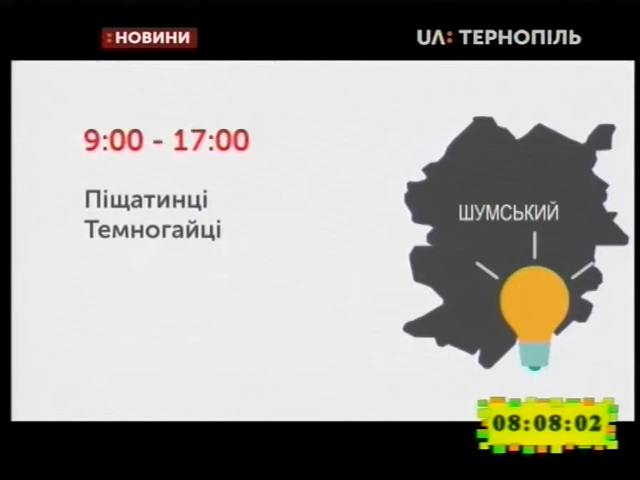 :НОВИНИ
UA: ТЕРНОПІЛЬ
9:00 - 17:00
Піщатинці
Темногайці
ШУМСЬКИЙ
08:08:02